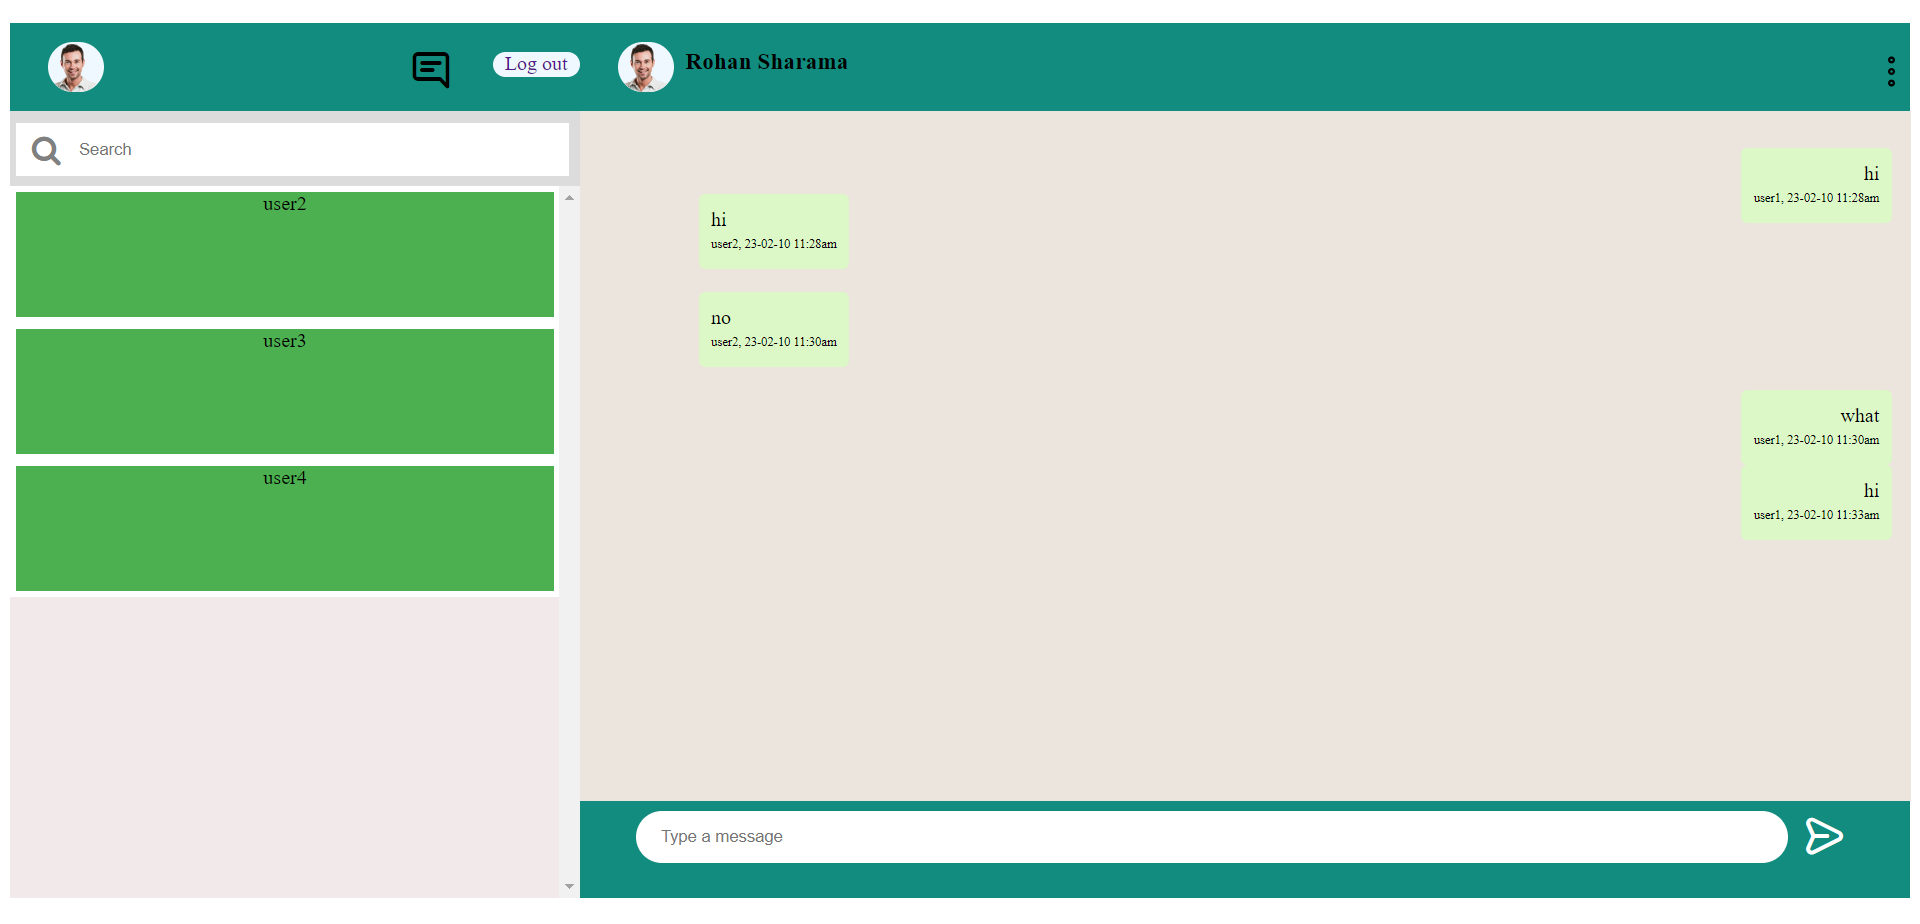 Log out
Rohan Sharama
Search
user2
user3
user4
hi
user1, 23-02-10 11:28am
hi
user2, 23-02-10 11:28am
no
user2, 23-02-10 11:30am
what
user1, 23-02-10 11:30am
hi
user1, 23-02-10 11:33am
Type a message